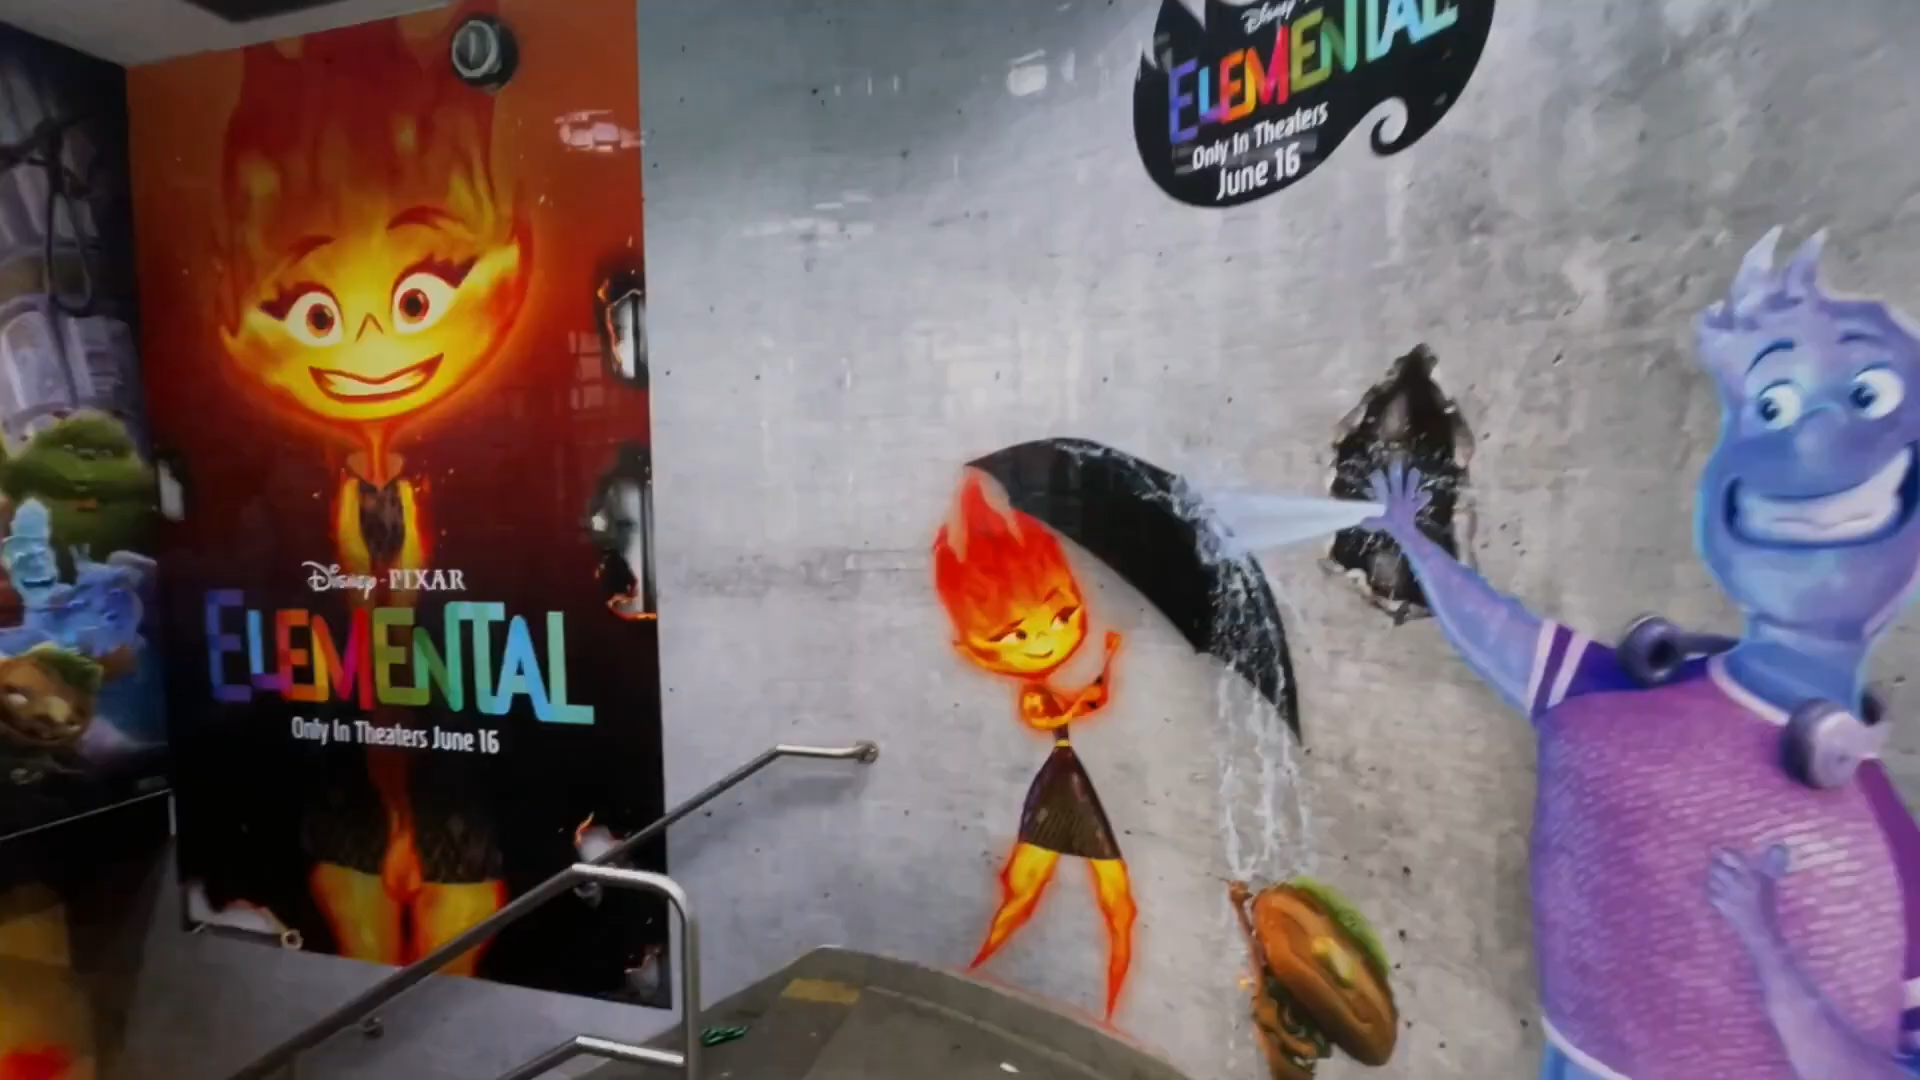 Disney·PIXAR
ELEMENTAL
Only In Theaters June 16
Disney
ELEMENTAL
Only In Theaters
June 16